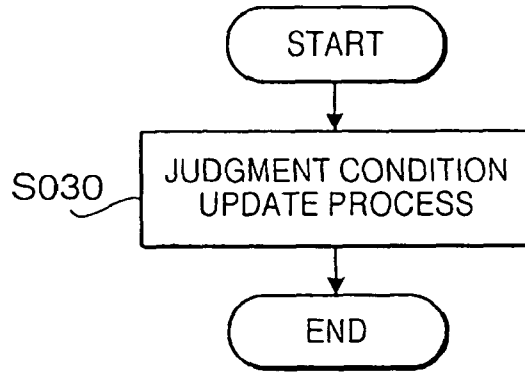 START
S030
JUDGMENT CONDITION
UPDATE PROCESS
END